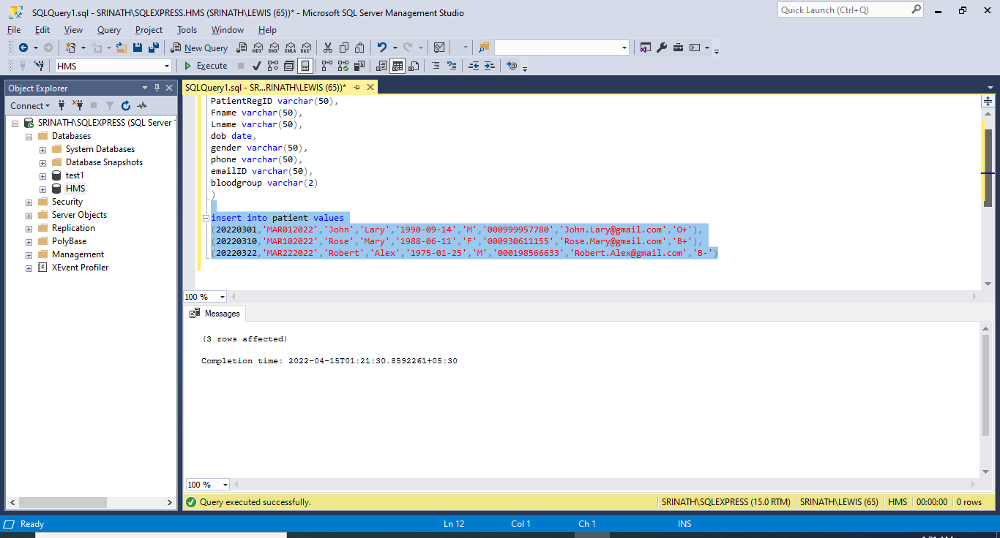 SQLQuery1.sql - SRINATH\SQLEXPRESS.HMS (SRINATH\LEWIS (65))* - Microsoft SQL Server Management Studio
Quick Launch (Ctrl+Q)
File Edit View Query Project Tools Window Help
New Query MDX DMX XMLA DAX
HMS Execute
Object Explorer
Connect
SRINATH\SQLEXPRESS (SQL Server
Databases
System Databases
Database Snapshots
test1
HMS
Security
Server Objects
Replication
PolyBase
Management
XEvent Profiler
SQLQuery1.sql - SR...RINATH\LEWIS (65))*
PatientRegID varchar(50),
Fname varchar(50),
Lname varchar(50),
dob date,
gender varchar(50),
phone varchar(50),
emailID varchar(50),
bloodgroup varchar(2)
)
insert into patient values
(20220301,'MAR012022','John','Lary','1990-09-14','M','000999957780','John.Lary@gmail.com','O+'),
(20220310,'MAR102022','Rose','Mary','1988-06-11','F','000930611155','Rose.Mary@gmail.com','B+'),
(20220322,'MAR222022','Robert','Alex','1975-01-25','M','000198566633','Robert.Alex@gmail.com','B-')
100 %
Messages
(3 rows affected)
Completion time: 2022-04-15T01:21:30.8592261+05:30
100 %
Query executed successfully. SRINATH\SQLEXPRESS (15.0 RTM) SRINATH\LEWIS (65) HMS 00:00:00 0 rows
Ready Ln 12 Col 1 Ch 1 INS